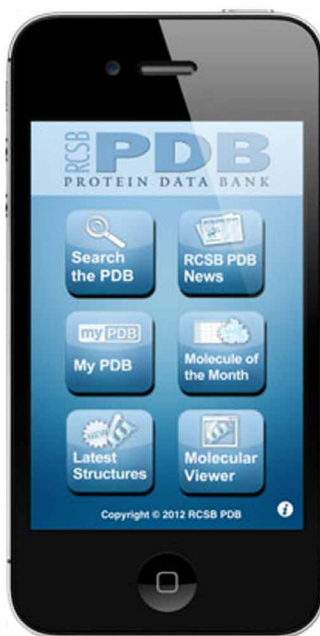 RCSB PDB
PROTEIN DATA BANK
Search
the PDB
RCSB PDB
News
my PDB
My PDB
Molecule of
the Month
NEW
Latest
Structures
Molecular
Viewer
Copyright © 2012 RCSB PDB
i